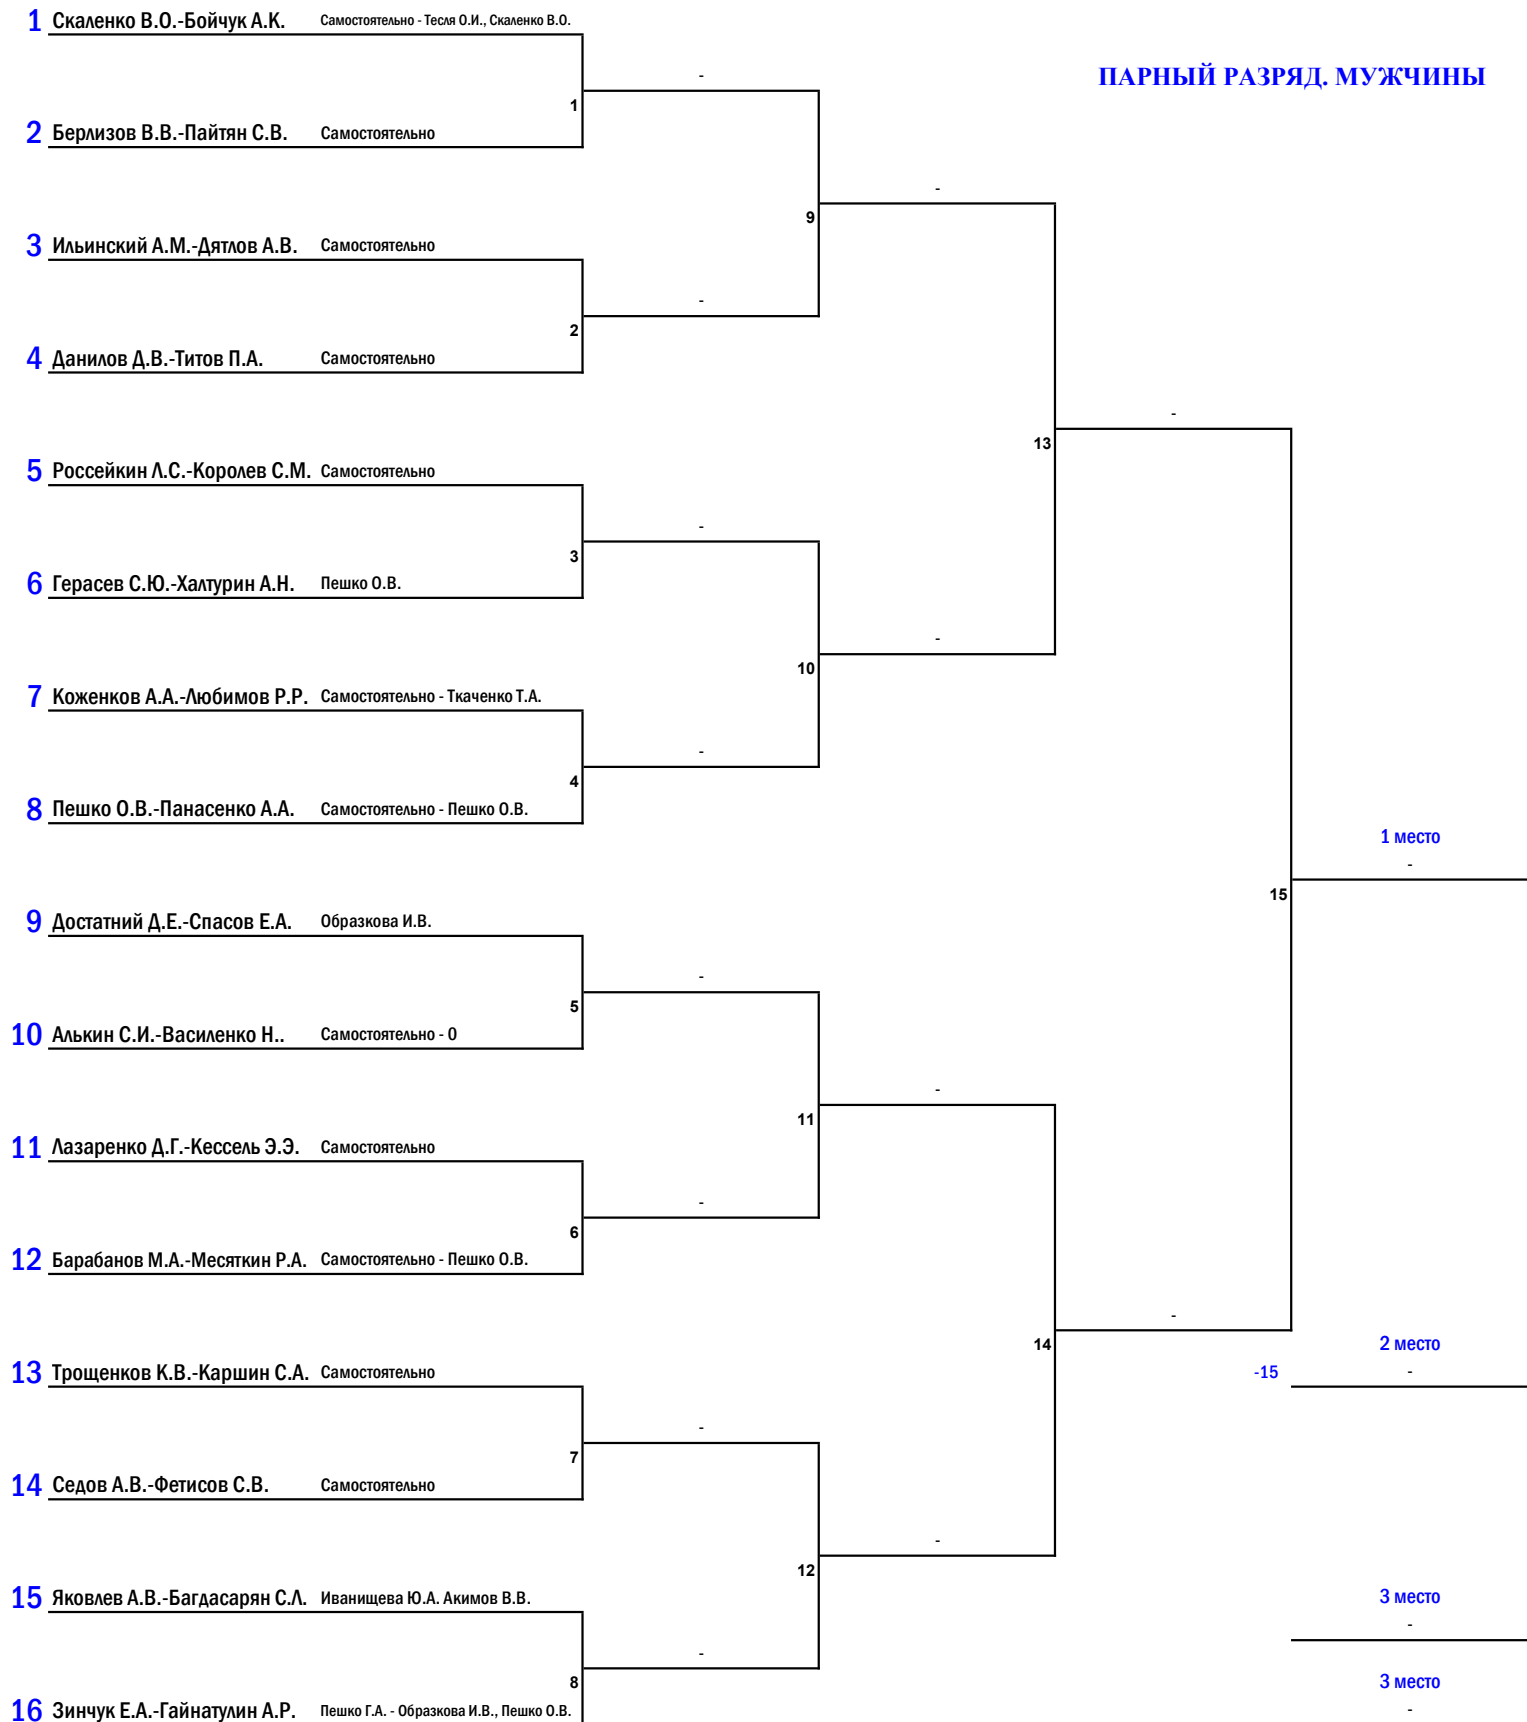 1 Скаленко В.О.-Бойчук А.К. Самостоятельно - Тесля О.И., Скаленко В.О.
ПАРНЫЙ РАЗРЯД. МУЖЧИНЫ
-
1
2 Берлизов В.В.-Пайтян С.В. Самостоятельно
-
9
3 Ильинский А.М.-Дятлов А.В. Самостоятельно
-
2
4 Данилов Д.В.-Титов П.А. Самостоятельно
-
13
5 Россейкин Л.С.-Королев С.М. Самостоятельно
-
3
6 Герасев С.Ю.-Халтурин А.Н. Пешко О.В.
-
10
7 Коженков А.А.-Любимов Р.Р. Самостоятельно - Ткаченко Т.А.
-
4
8 Пешко О.В.-Панасенко А.А. Самостоятельно - Пешко О.В.
1 место
-
15
9 Достатний Д.Е.-Спасов Е.А. Образкова И.В.
-
5
10 Алькин С.И.-Василенко Н.. Самостоятельно - 0
-
11
11 Лазаренко Д.Г.-Кессель Э.Э. Самостоятельно
-
6
12 Барабанов М.А.-Месяткин Р.А. Самостоятельно - Пешко О.В.
-
14
2 место
13 Трощенков К.В.-Каршин С.А. Самостоятельно
-15 -
-
7
14 Седов А.В.-Фетисов С.В. Самостоятельно
-
12
15 Яковлев А.В.-Багдасарян С.Л. Иванищева Ю.А. Акимов В.В.
3 место
-
-
8
3 место
16 Зинчук Е.А.-Гайнатулин А.Р. Пешко Г.А. - Образкова И.В., Пешко О.В.
-